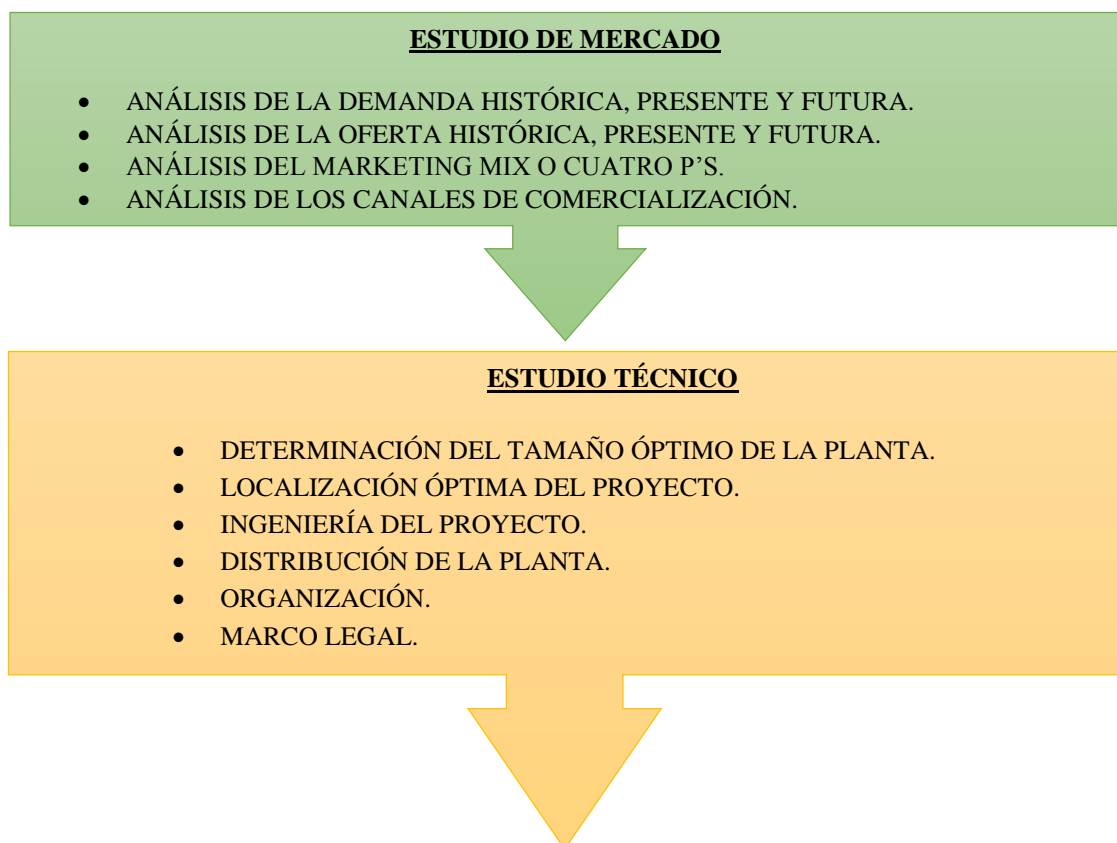 ESTUDIO DE MERCADO
• ANÁLISIS DE LA DEMANDA HISTÓRICA, PRESENTE Y FUTURA.
• ANÁLISIS DE LA OFERTA HISTÓRICA, PRESENTE Y FUTURA.
• ANÁLISIS DEL MARKETING MIX O CUATRO P’S.
• ANÁLISIS DE LOS CANALES DE COMERCIALIZACIÓN.
ESTUDIO TÉCNICO
• DETERMINACIÓN DEL TAMAÑO ÓPTIMO DE LA PLANTA.
• LOCALIZACIÓN ÓPTIMA DEL PROYECTO.
• INGENIERÍA DEL PROYECTO.
• DISTRIBUCIÓN DE LA PLANTA.
• ORGANIZACIÓN.
• MARCO LEGAL.